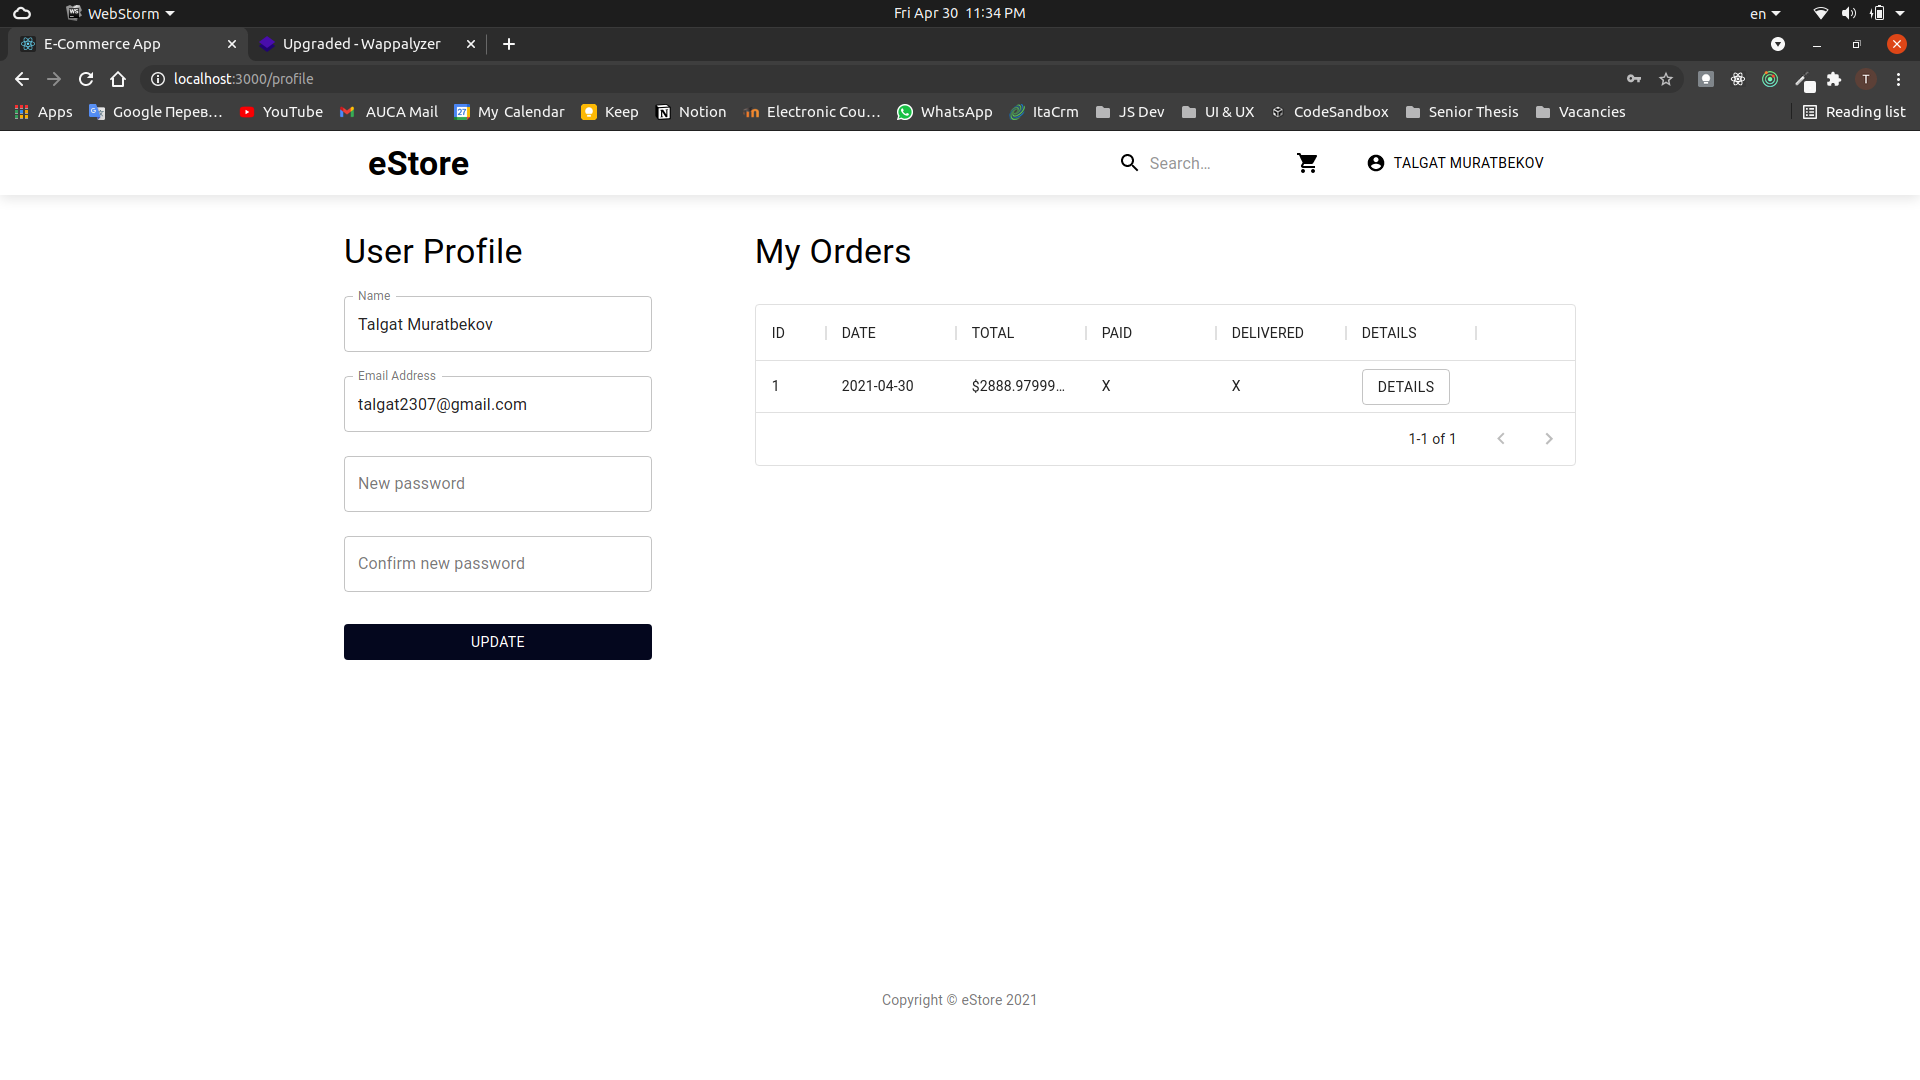 WebStorm
Fri Apr 30 11:34 PM
en
E-Commerce App
Upgraded - Wappalyzer
localhost:3000/profile
T
Apps
Google Перев…
YouTube
AUCA Mail
My Calendar
Keep
Notion
Electronic Cou…
WhatsApp
ItaCrm
JS Dev
UI & UX
CodeSandbox
Senior Thesis
Vacancies
Reading list
eStore
Search…
TALGAT MURATBEKOV
User Profile
Name
Talgat Muratbekov
Email Address
talgat2307@gmail.com
New password
Confirm new password
UPDATE
My Orders
ID DATE TOTAL PAID DELIVERED DETAILS
1 2021-04-30 $2888.97999… X X DETAILS
1-1 of 1
Copyright © eStore 2021